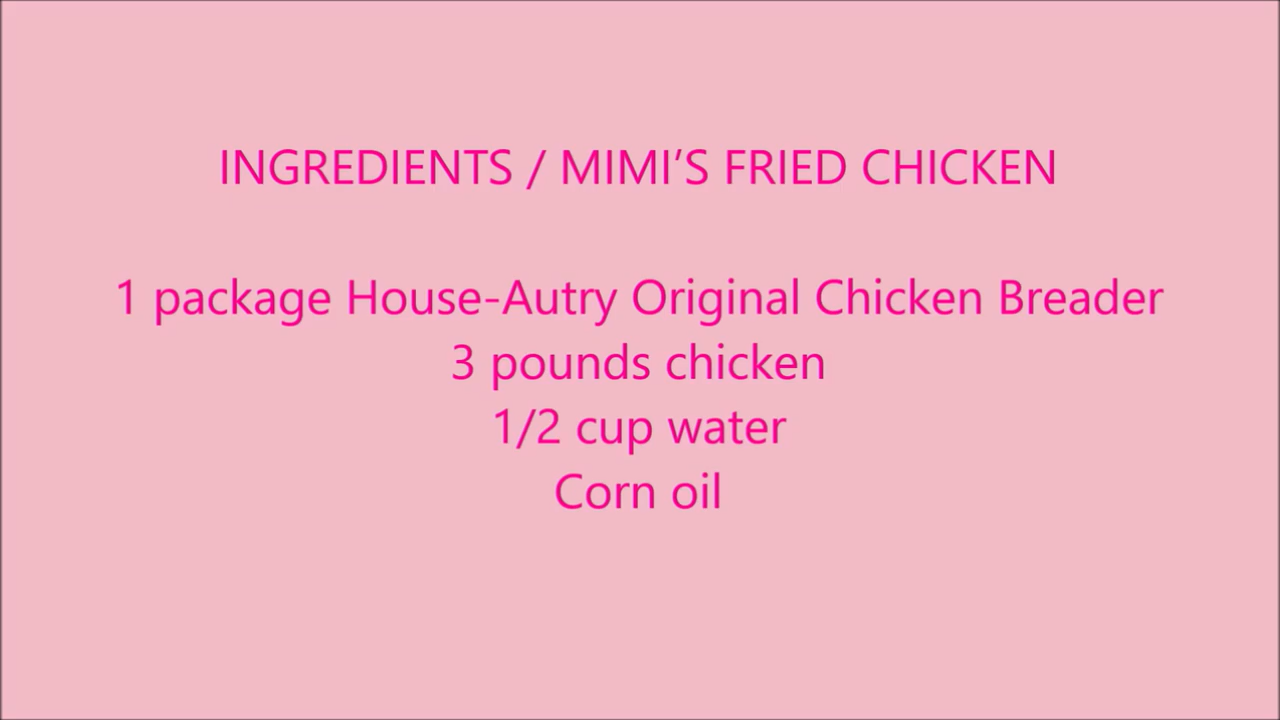 INGREDIENTS / MIMI’S FRIED CHICKEN
1 package House-Autry Original Chicken Breader
3 pounds chicken
1/2 cup water
Corn oil